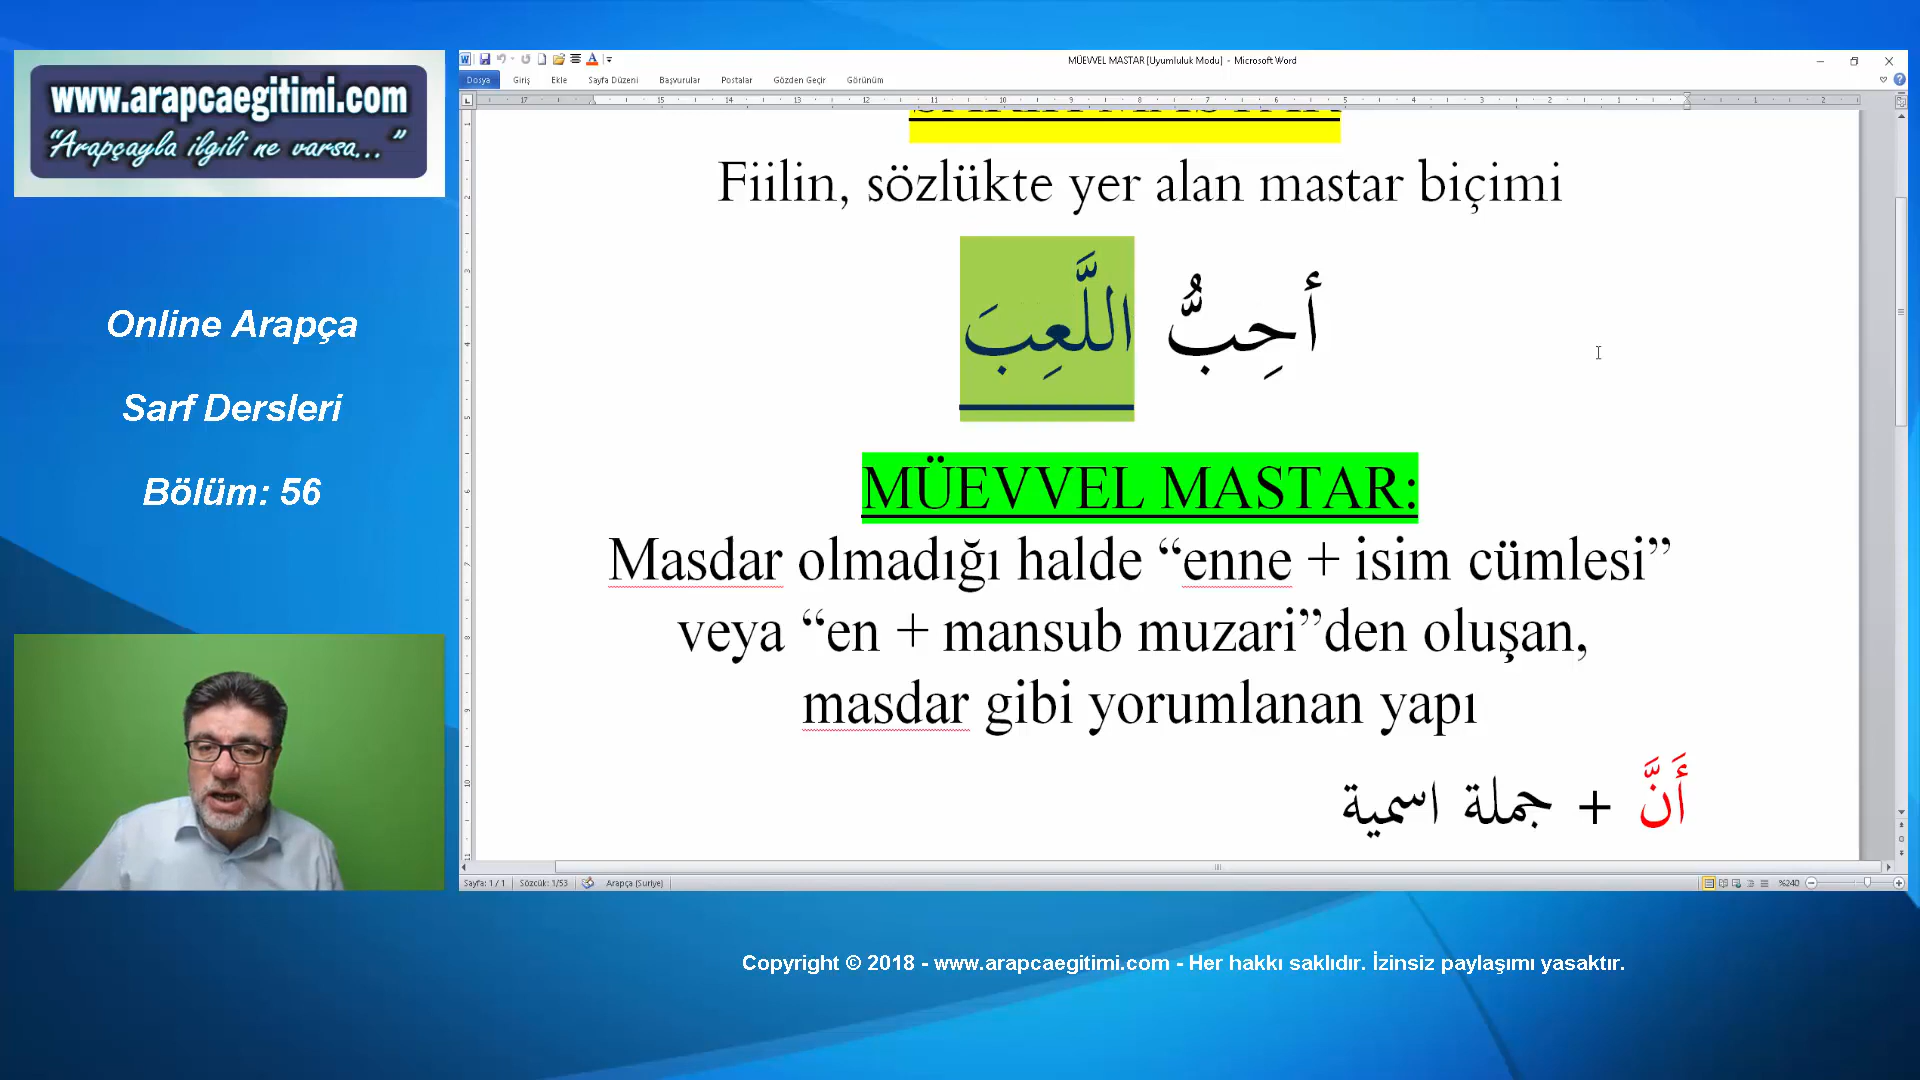 www.arapcaegitimi.com
“Arapçayla ilgili ne varsa...”
Online Arapça
Sarf Dersleri
Bölüm: 56
MÜEVVEL MASTAR [Uyumluluk Modu] - Microsoft Word
Dosya Giriş Ekle Sayfa Düzeni Başvurular Postalar Gözden Geçir Görünüm
Fiilin, sözlükte yer alan mastar biçimi
أحِبُّ اللَّعِبَ
MÜEVVEL MASTAR:
Masdar olmadığı halde “enne + isim cümlesi”
veya “en + mansub muzari”den oluşan,
masdar gibi yorumlanan yapı
أَنَّ + جملة اسمية
Sayfa: 1 / 1 Sözcük: 1/53 Arapça (Suriye) %240
Copyright © 2018 - www.arapcaegitimi.com - Her hakkı saklıdır. İzinsiz paylaşımı yasaktır.